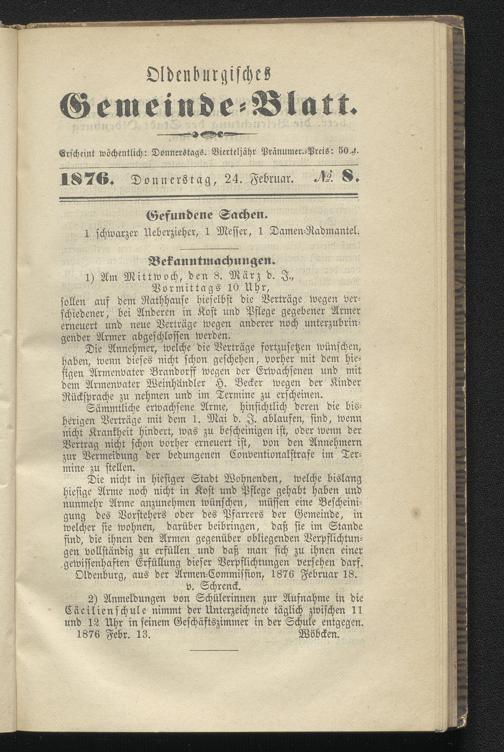 Oldenburgisches
Gemeinde-Blatt.
Erscheint wöchentlich: Donnerstags. Vierteljähr Pränumer.-Preis: 50 ₰.
1876. Donnerstag, 24. Februar. № 8.
Gefundene Sachen.
1 schwarzer Ueberzieher, 1 Messer, 1 Damen-Radmantel.
Bekanntmachungen.
1) Am Mittwoch, den 8. März d. J.,
Vormittags 10 Uhr,
sollen auf dem Rathhause hieselbst die Verträge wegen ver-
schiedener, bei Anderen in Kost und Pflege gegebener Armer
erneuert und neue Verträge wegen anderer noch unterzubrin-
gender Armer abgeschlossen werden.
Die Annehmer, welche die Verträge fortzusetzen wünschen,
haben, wenn dieses nicht schon geschehen, vorher mit dem hie-
sigen Armenvater Brandorff wegen der Erwachsenen und mit
dem Armenvater Weinhändler H. Becker wegen der Kinder
Rücksprache zu nehmen und im Termine zu erscheinen.
Sämmtliche erwachsene Arme, hinsichtlich deren die bis-
herigen Verträge mit dem 1. Mai d. J. ablaufen, sind, wenn
nicht Krankheit hindert, was zu bescheinigen ist, oder wenn der
Vertrag nicht schon vorher erneuert ist, von den Annehmern
zur Vermeidung der bedungenen Conventionalstrafe im Ter-
mine zu stellen.
Die nicht in hiesiger Stadt Wohnenden, welche bislang
hiesige Arme noch nicht in Kost und Pflege gehabt haben und
nunmehr Arme anzunehmen wünschen, müssen eine Bescheini-
gung des Vorstehers oder des Pfarrers der Gemeinde, in
welcher sie wohnen, darüber beibringen, daß sie im Stande
sind, die ihnen den Armen gegenüber obliegenden Verpflichtun-
gen vollständig zu erfüllen und daß man sich zu ihnen einer
gewissenhaften Erfüllung dieser Verpflichtungen versehen darf.
Oldenburg, aus der Armen-Commission, 1876 Februar 18.
v. Schrenck.
2) Anmeldungen von Schülerinnen zur Aufnahme in die
Cäcilienschule nimmt der Unterzeichnete täglich zwischen 11
und 12 Uhr in seinem Geschäftszimmer in der Schule entgegen.
1876 Febr. 13. Wöbcken.